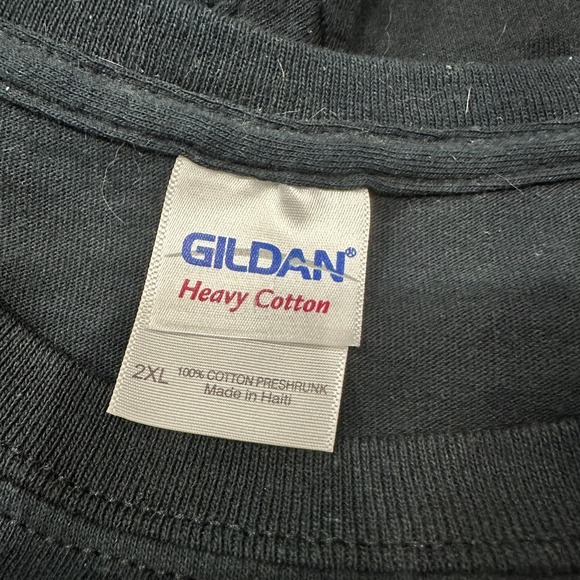 GILDAN®
Heavy Cotton
2XL 100% COTTON PRESHRUNK
Made in Haiti